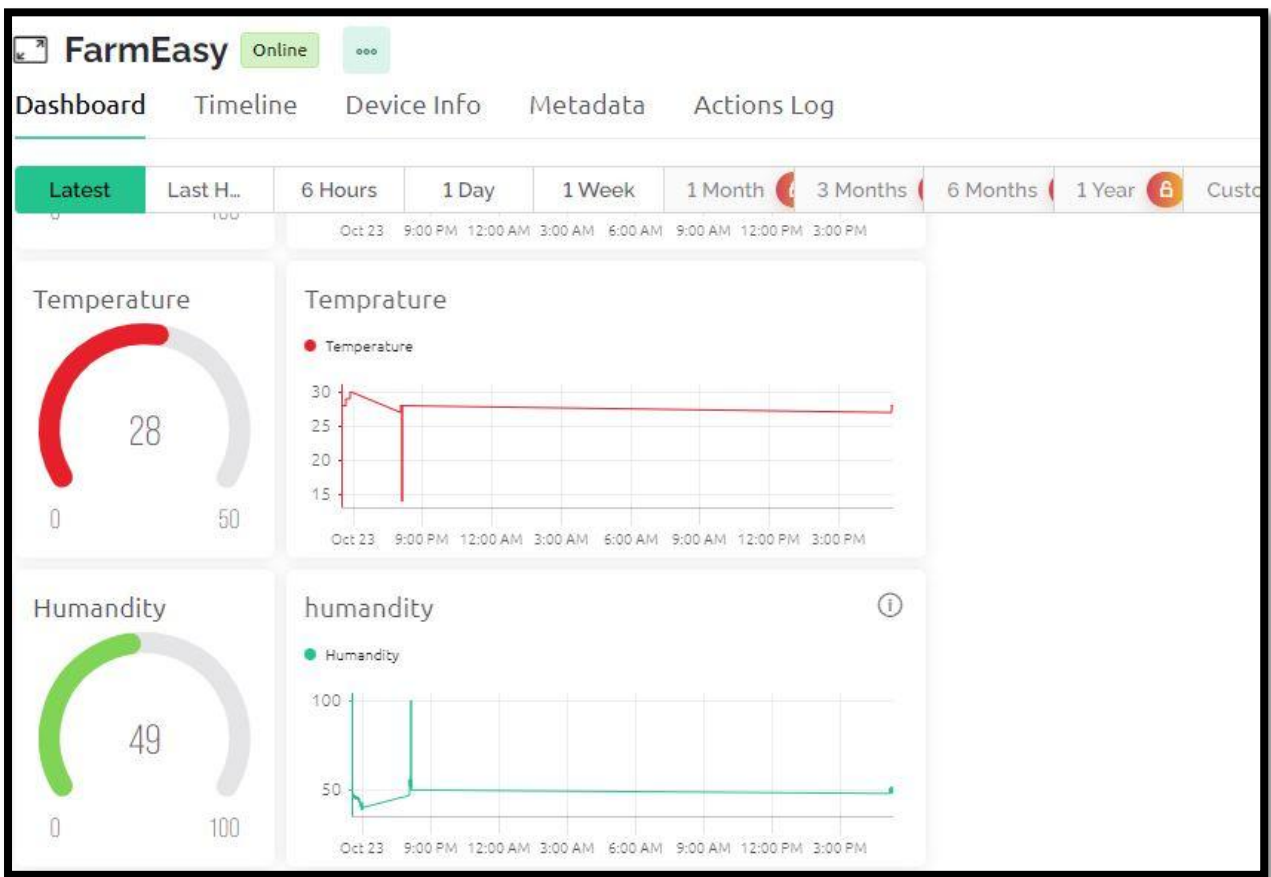 FarmEasy Online
Dashboard Timeline Device Info Metadata Actions Log
Latest Last H... 6 Hours 1 Day 1 Week 1 Month 3 Months 6 Months 1 Year Custo
Oct 23 9:00 PM 12:00 AM 3:00 AM 6:00 AM 9:00 AM 12:00 PM 3:00 PM
Temperature
28
0 50
Temprature
Temperature
30
25
20
15
Oct 23 9:00 PM 12:00 AM 3:00 AM 6:00 AM 9:00 AM 12:00 PM 3:00 PM
Humandity
49
0 100
humandity
Humandity
100
50
Oct 23 9:00 PM 12:00 AM 3:00 AM 6:00 AM 9:00 AM 12:00 PM 3:00 PM